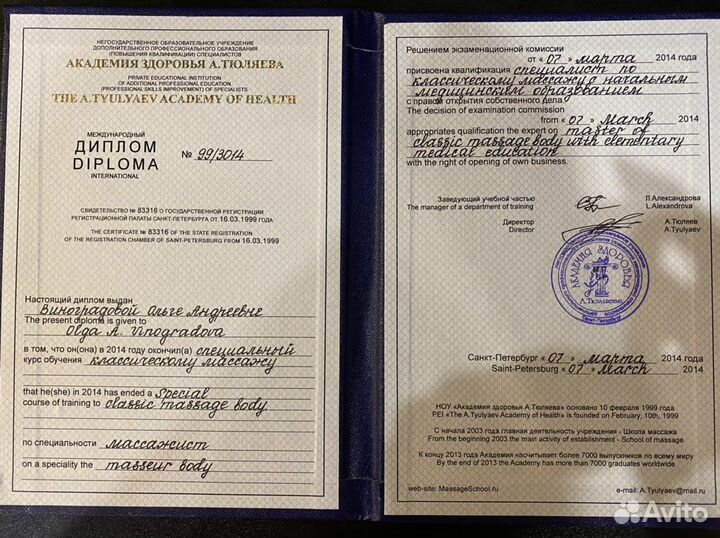 НЕГОСУДАРСТВЕННОЕ ОБРАЗОВАТЕЛЬНОЕ УЧРЕЖДЕНИЕ
ДОПОЛНИТЕЛЬНОГО ПРОФЕССИОНАЛЬНОГО ОБРАЗОВАНИЯ
(ПОВЫШЕНИЯ КВАЛИФИКАЦИИ) СПЕЦИАЛИСТОВ
АКАДЕМИЯ ЗДОРОВЬЯ А.ТЮЛЯЕВА
PRIVATE EDUCATIONAL INSTITUTION
OF ADDITIONAL PROFESSIONAL EDUCATION
(PROFESSIONAL SKILLS IMPROVEMENT) OF SPECIALISTS
THE A.TYULYAEV ACADEMY OF HEALTH
МЕЖДУНАРОДНЫЙ
ДИПЛОМ
DIPLOMA
INTERNATIONAL
№ 99/3014
СВИДЕТЕЛЬСТВО № 83316 О ГОСУДАРСТВЕННОЙ РЕГИСТРАЦИИ
РЕГИСТРАЦИОННОЙ ПАЛАТЫ САНКТ-ПЕТЕРБУРГА ОТ 16.03.1999 ГОДА
THE CERTIFICATE № 83316 OF THE STATE REGISTRATION
OF THE REGISTRATION CHAMBER OF SAINT-PETERSBURG FROM 16.03.1999
Настоящий диплом выдан
Виноградовой Ольге Андреевне
The present diploma is given to
Olga A. Vinogradova
в том, что он(она) в 2014 году окончил(а) специальный
курс обучения классическому массажу
that he(she) in 2014 has ended a special
course of training to classic massage body
по специальности массажист
on a speciality the masseur body
Решением экзаменационной комиссии
от « 07 » марта 2014 года
присвоена квалификация специалист по
классическому массажу с начальным
медицинским образованием
с правом открытия собственного дела
The decision of examination commission
from « 07 » March 2014
appropriates qualification the expert on master of
classic massage body with elementary
medical education
with the right of opening of own business.
Заведующий учебной частью Л.Александрова
The manager of a department of training L.Alexandrova
Директор А.Тюляев
Director A.Tyulyaev
АКАДЕМИЯ ЗДОРОВЬЯ
А.Тюляева
Санкт-Петербург « 07 » марта 2014 года
Saint-Petersburg « 07 » March 2014
НОУ «Академия здоровья А.Тюляева» основано 10 февраля 1999 года
PEI «The A.Tyulyaev Academy of Health» is founded on February, 10th, 1999
С начала 2003 года главная деятельность учреждения - Школа массажа
From the beginning 2003 the main activity of establishment - School of massage
К концу 2013 года Академия насчитывает более 7000 выпускников по всему миру
By the end of 2013 the Academy has more than 7000 graduates worldwide
web-site: MassageSchool.ru e-mail: A.Tyulyaev@mail.ru
Avito